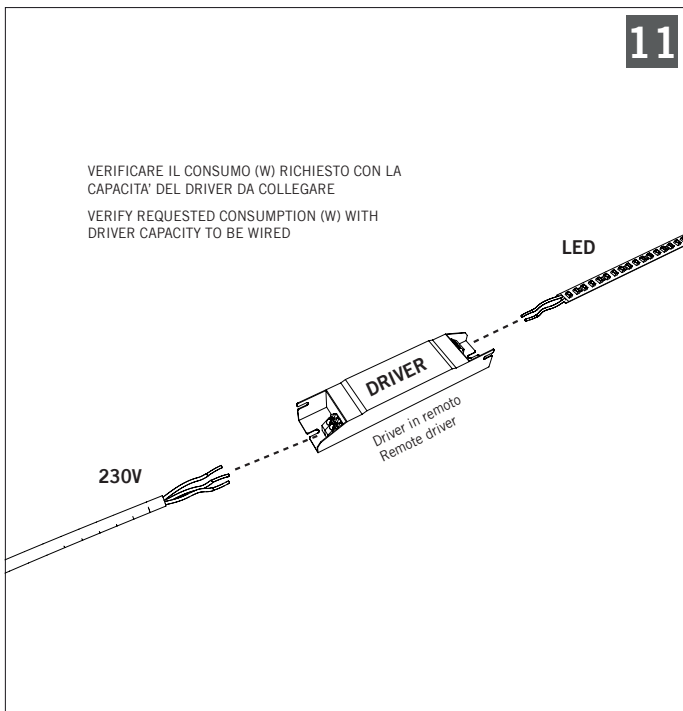 11
VERIFICARE IL CONSUMO (W) RICHIESTO CON LA
CAPACITA' DEL DRIVER DA COLLEGARE
VERIFY REQUESTED CONSUMPTION (W) WITH
DRIVER CAPACITY TO BE WIRED
LED
DRIVER
Driver in remoto
Remote driver
230V